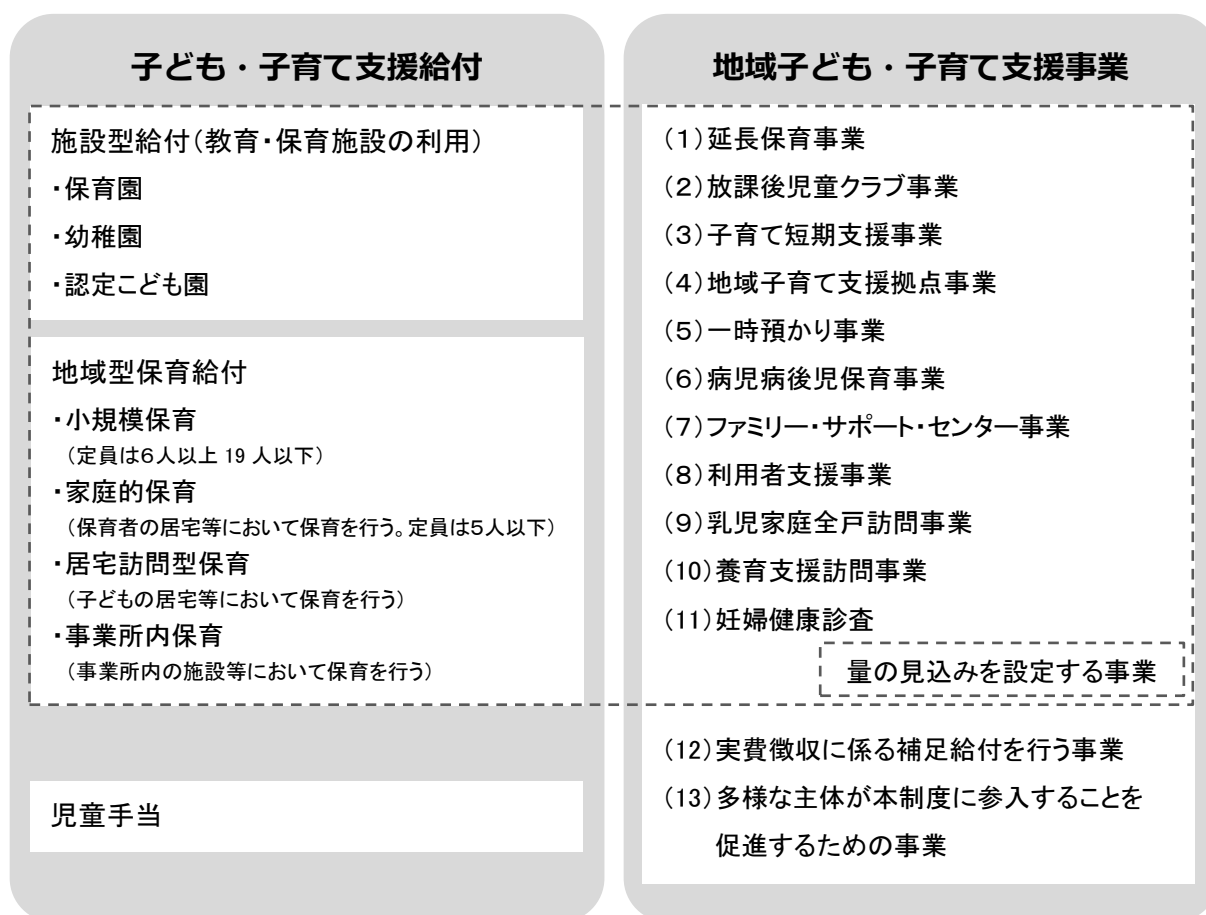 子ども・子育て支援給付
施設型給付(教育・保育施設の利用)
・保育園
・幼稚園
・認定こども園
地域型保育給付
・小規模保育
(定員は6人以上 19 人以下)
・家庭的保育
(保育者の居宅等において保育を行う。定員は5人以下)
・居宅訪問型保育
(子どもの居宅等において保育を行う)
・事業所内保育
(事業所内の施設等において保育を行う)
児童手当
地域子ども・子育て支援事業
(1)延長保育事業
(2)放課後児童クラブ事業
(3)子育て短期支援事業
(4)地域子育て支援拠点事業
(5)一時預かり事業
(6)病児病後児保育事業
(7)ファミリー・サポート・センター事業
(8)利用者支援事業
(9)乳児家庭全戸訪問事業
(10)養育支援訪問事業
(11)妊婦健康診査
量の見込みを設定する事業
(12)実費徴収に係る補足給付を行う事業
(13)多様な主体が本制度に参入することを
促進するための事業